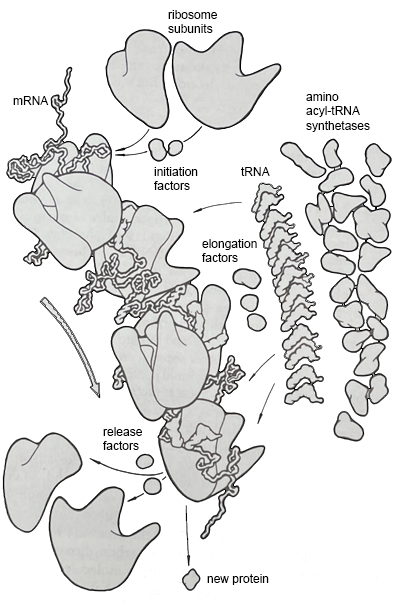 ribosome
subunits
mRNA
amino
acyl-tRNA
synthetases
initiation
factors
tRNA
elongation
factors
release
factors
new protein